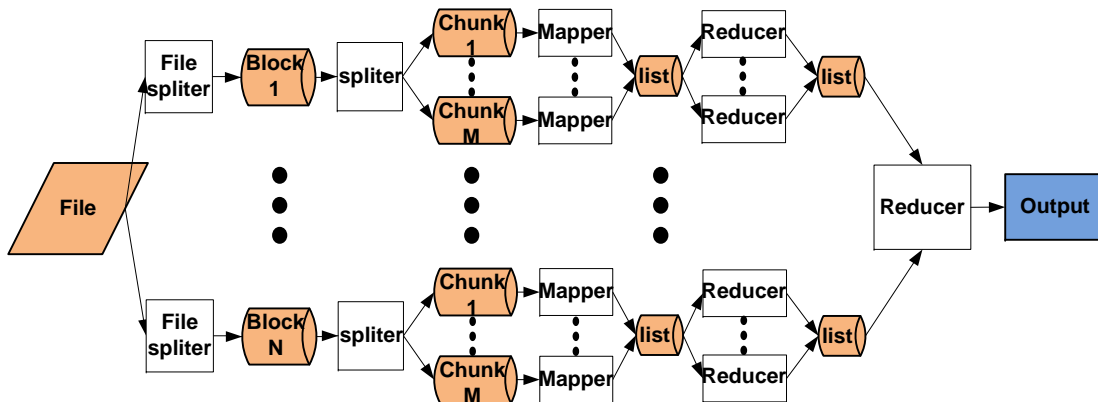 File
File
spliter
Block
1
spliter
Chunk
1
Chunk
M
Mapper
Mapper
list
Reducer
Reducer
list
File
spliter
Block
N
spliter
Chunk
1
Chunk
M
Mapper
Mapper
list
Reducer
Reducer
list
Reducer
Output